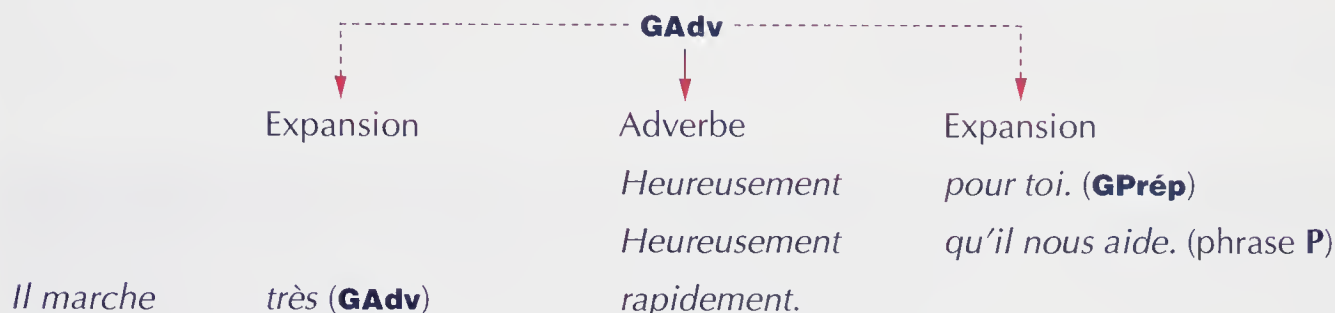 GAdv
Expansion Adverbe Expansion
Heureusement pour toi. (GPrép)
Heureusement qu'il nous aide. (phrase P)
Il marche très (GAdv) rapidement.